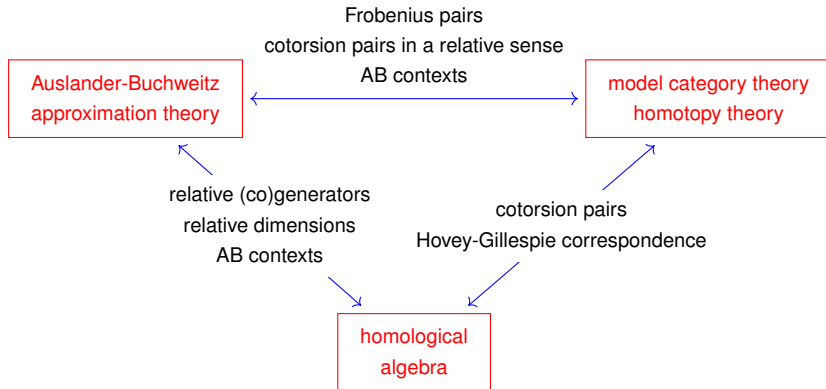 Frobenius pairs
cotorsion pairs in a relative sense
AB contexts
Auslander-Buchweitz
approximation theory
model category theory
homotopy theory
relative (co)generators
relative dimensions
AB contexts
cotorsion pairs
Hovey-Gillespie correspondence
homological
algebra